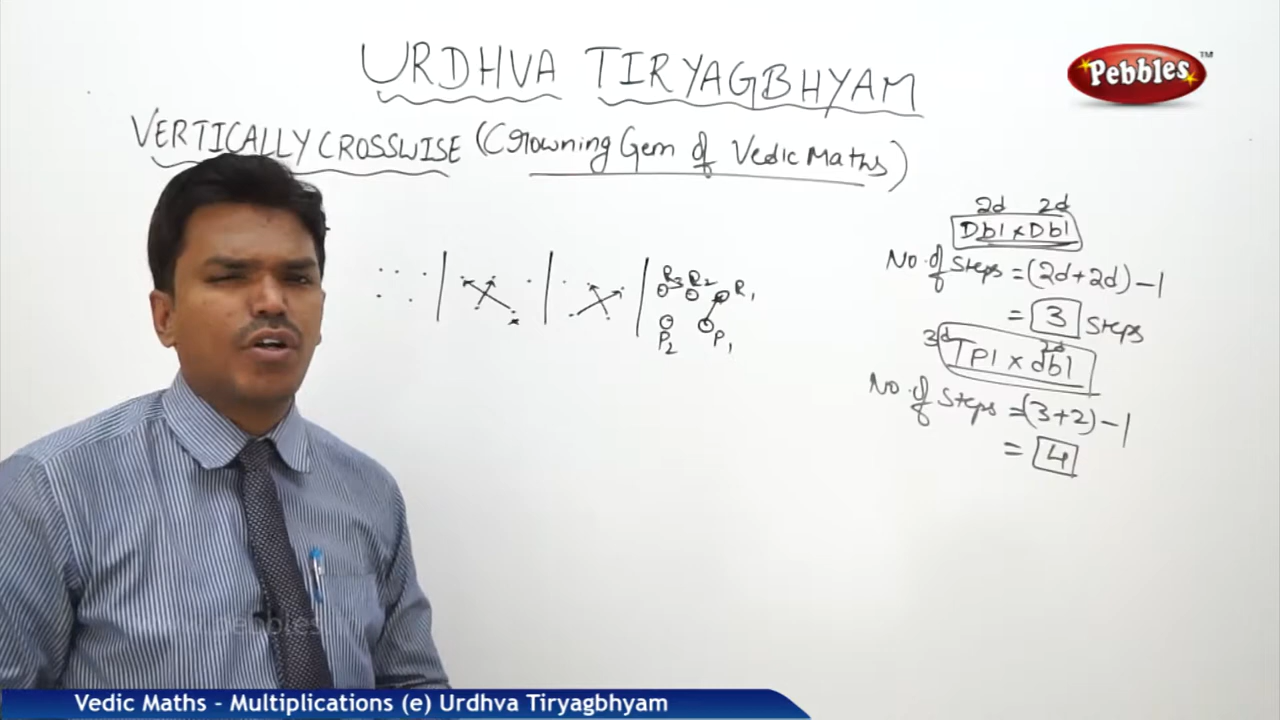 URDHVA TIRYAGBHYAM
Pebbles™
VERTICALLY CROSSWISE (Crowning Gem of Vedic Maths)
2d 2d
Dbl × Dbl
No. of Steps = (2d+2d) - 1
= 3 Steps
R3 R2 R1
P2 P1
3d 2d
Tpl × dbl
No. of Steps = (3+2) - 1
= 4
pebbles
Vedic Maths - Multiplications (e) Urdhva Tiryagbhyam